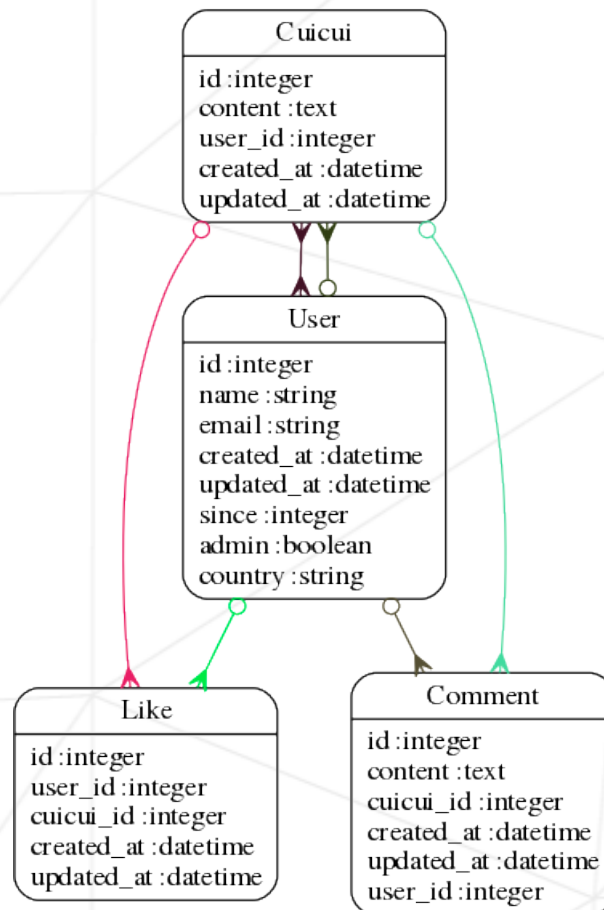 Cuicui
id :integer
content :text
user_id :integer
created_at :datetime
updated_at :datetime
User
id :integer
name :string
email :string
created_at :datetime
updated_at :datetime
since :integer
admin :boolean
country :string
Like
id :integer
user_id :integer
cuicui_id :integer
created_at :datetime
updated_at :datetime
Comment
id :integer
content :text
cuicui_id :integer
created_at :datetime
updated_at :datetime
user_id :integer